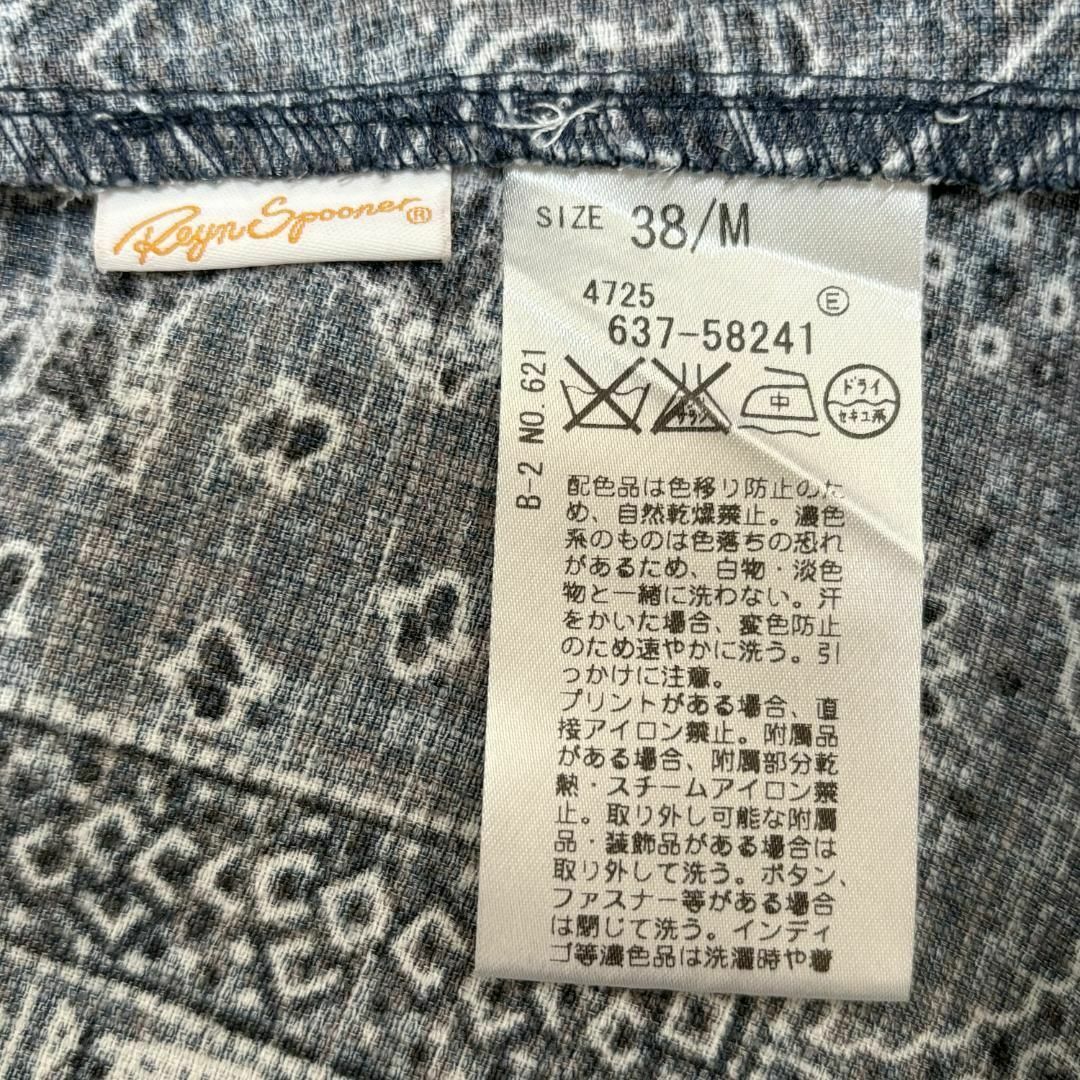 Reyn Spooner®
SIZE 38/M
4725 Ⓔ
637-58241
B-2 NO.621
エンソ サラシ
中
ドライ
セキユ系
配色品は色移り防止のた
め、自然乾燥禁止。濃色
系のものは色落ちの恐れ
があるため、白物・淡色
物と一緒に洗わない。汗
をかいた場合、変色防止
のため速やかに洗う。引
っかけに注意。
プリントがある場合、直
接アイロン禁止。附属品
がある場合、附属部分乾
熱・スチームアイロン禁
止。取り外し可能な附属
品・装飾品がある場合は
取り外して洗う。ボタン、
ファスナー等がある場合
は閉じて洗う。インディ
ゴ等濃色品は洗濯時や着